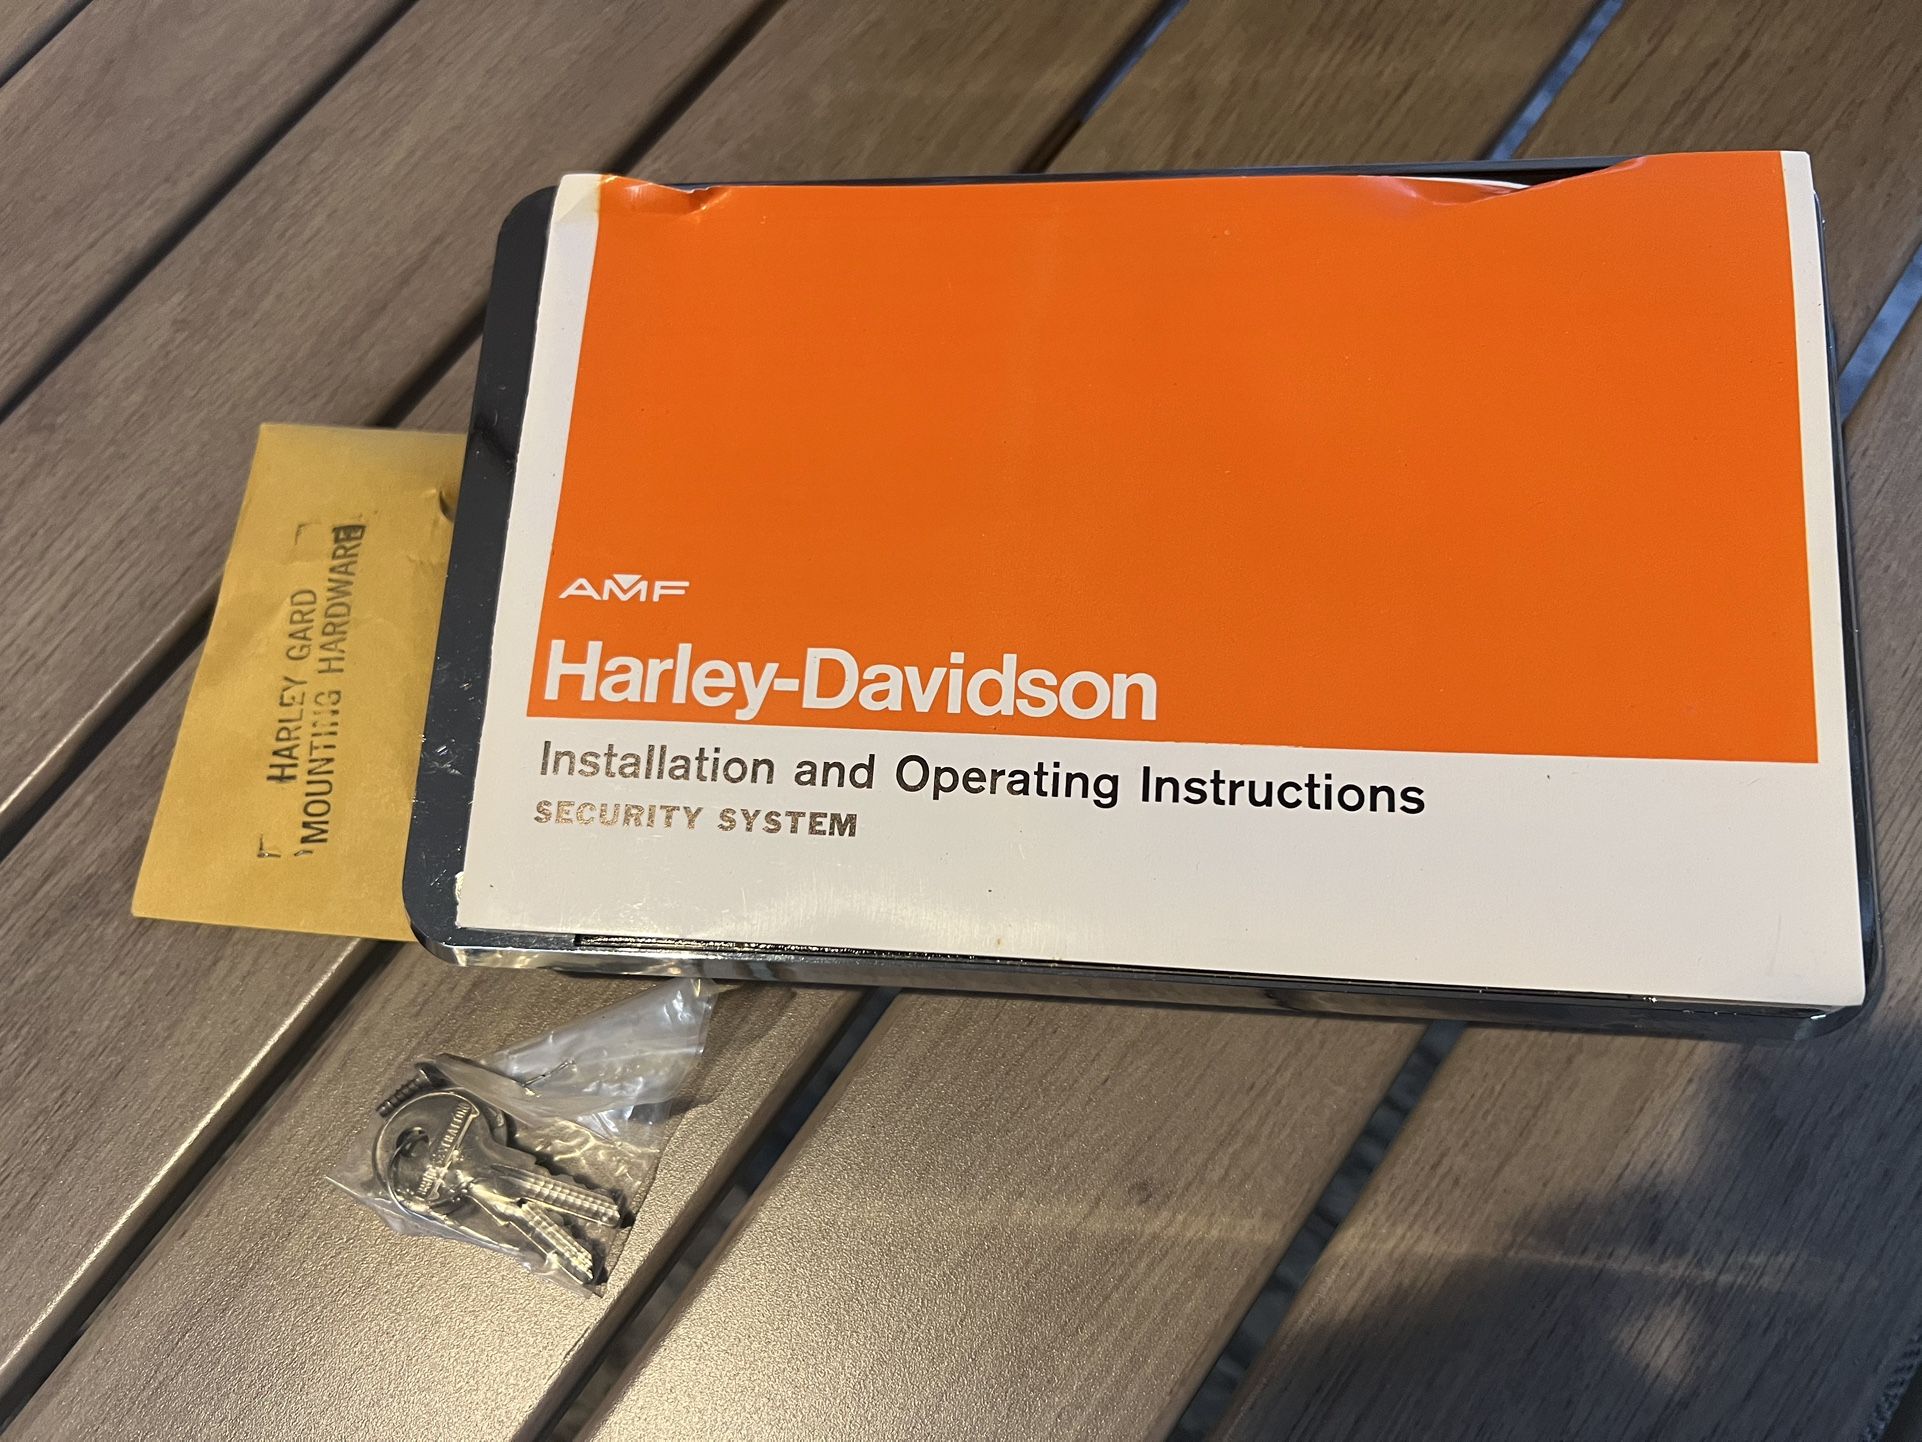 AMF
Harley-Davidson
Installation and Operating Instructions
SECURITY SYSTEM
HARLEY GARD
MOUNTING HARDWARE